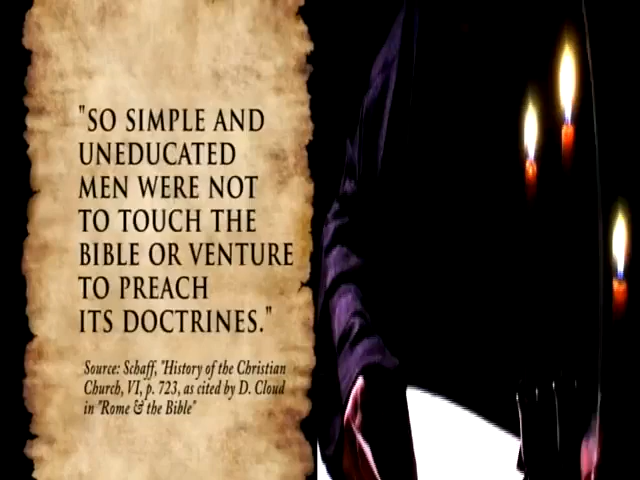 "SO SIMPLE AND
UNEDUCATED
MEN WERE NOT
TO TOUCH THE
BIBLE OR VENTURE
TO PREACH
ITS DOCTRINES."
Source: Schaff, "History of the Christian
Church, VI, p. 723, as cited by D. Cloud
in "Rome & the Bible"